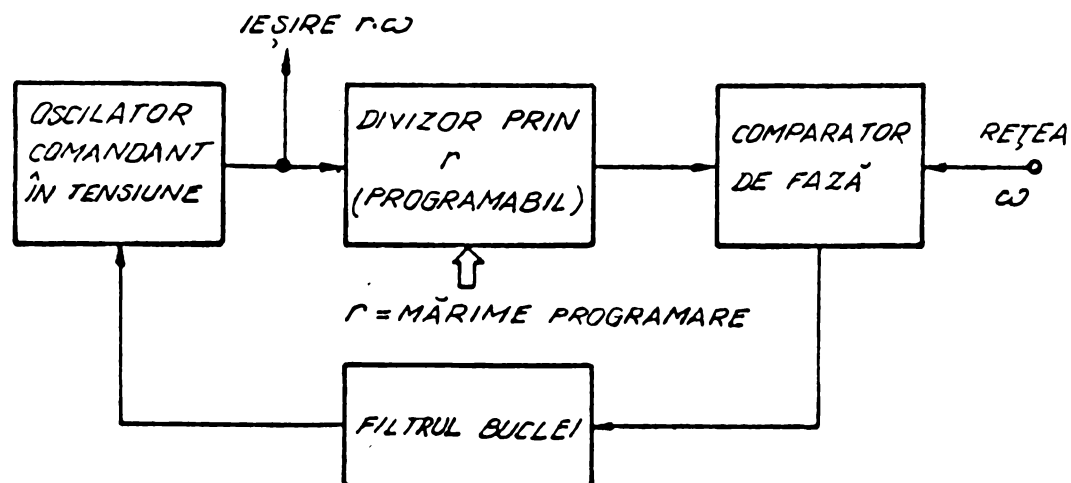 IEȘIRE r.ω
OSCILATOR
COMANDANT
ÎN TENSIUNE
DIVIZOR PRIN
r
(PROGRAMABIL)
COMPARATOR
DE FAZĂ
REȚEA
ω
r = MĂRIME PROGRAMARE
FILTRUL BUCLEI